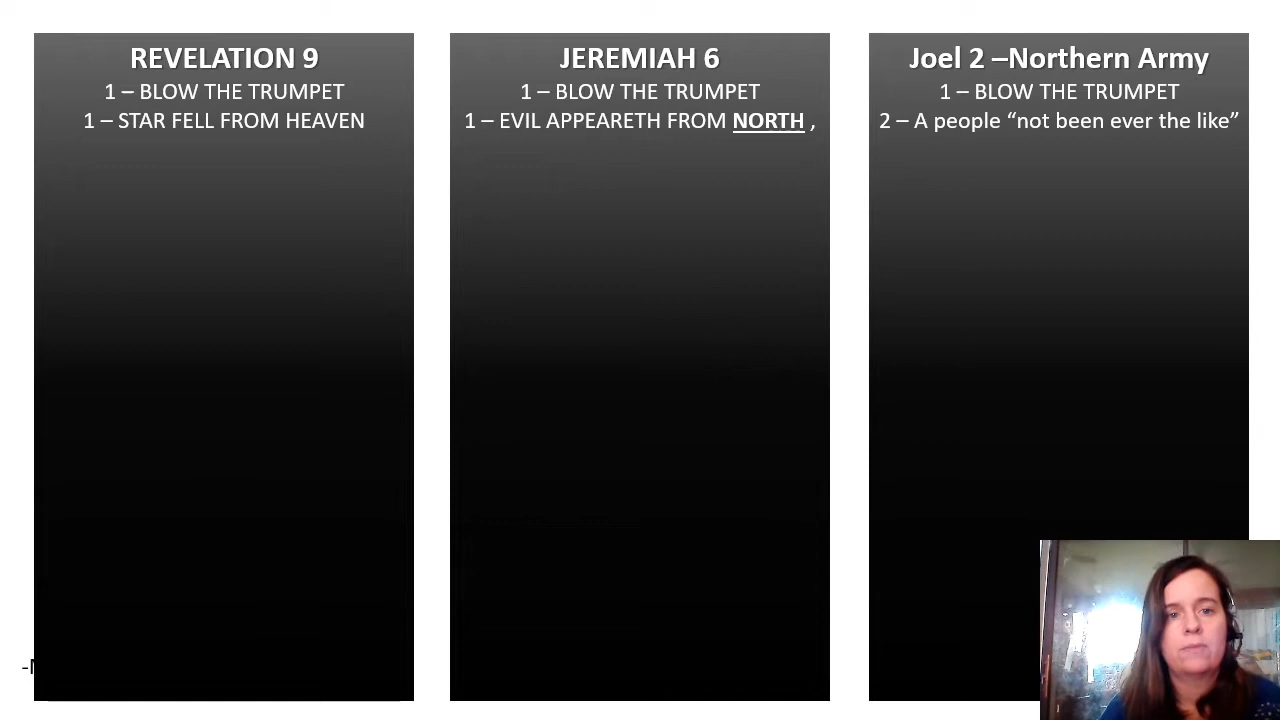 REVELATION 9
1 – BLOW THE TRUMPET
1 – STAR FELL FROM HEAVEN
JEREMIAH 6
1 – BLOW THE TRUMPET
1 – EVIL APPEARETH FROM NORTH ,
Joel 2 –Northern Army
1 – BLOW THE TRUMPET
2 – A people “not been ever the like”